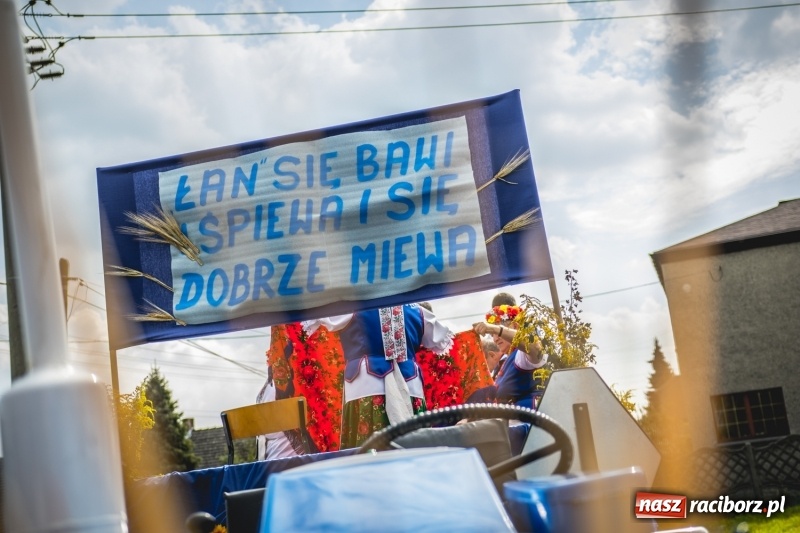 ŁAN" SIĘ BAWI
I ŚPIEWA I SIĘ
DOBRZE MIEWA
nasz raciborz.pl